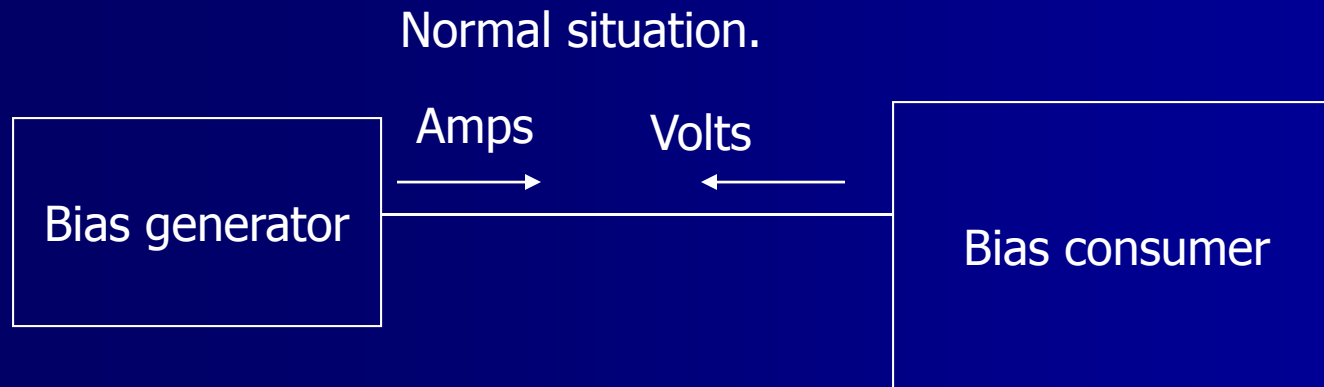 Normal situation.
Amps
Volts
Bias generator
Bias consumer